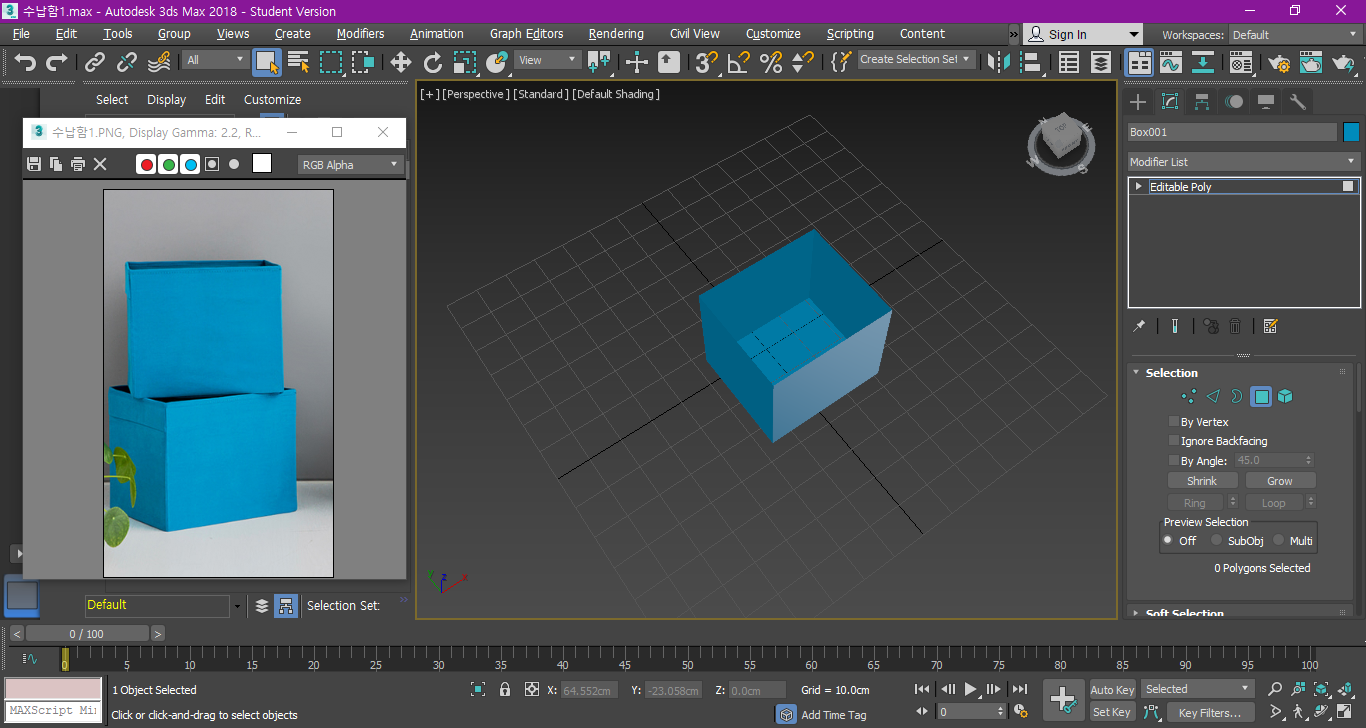 수납함1.max - Autodesk 3ds Max 2018 - Student Version
File Edit Tools Group Views Create Modifiers Animation Graph Editors Rendering Civil View Customize Scripting Content » Sign In Workspaces: Default
All View Create Selection Set
Select Display Edit Customize
수납함1.PNG, Display Gamma: 2.2, R...
RGB Alpha
[+] [Perspective] [Standard] [Default Shading]
TOP
N E
W S
Y Z X
Box001
Modifier List
Editable Poly
Selection
By Vertex
Ignore Backfacing
By Angle: 45.0
Shrink Grow
Ring Loop
Preview Selection
Off SubObj Multi
0 Polygons Selected
Soft Selection
Default Selection Set: »
< 0 / 100 >
0 5 10 15 20 25 30 35 40 45 50 55 60 65 70 75 80 85 90 95 100
1 Object Selected X: 64.552cm Y: -23.058cm Z: 0.0cm Grid = 10.0cm Auto Key Selected
MAXScript Mi
Click or click-and-drag to select objects Add Time Tag 0 Set Key Key Filters...